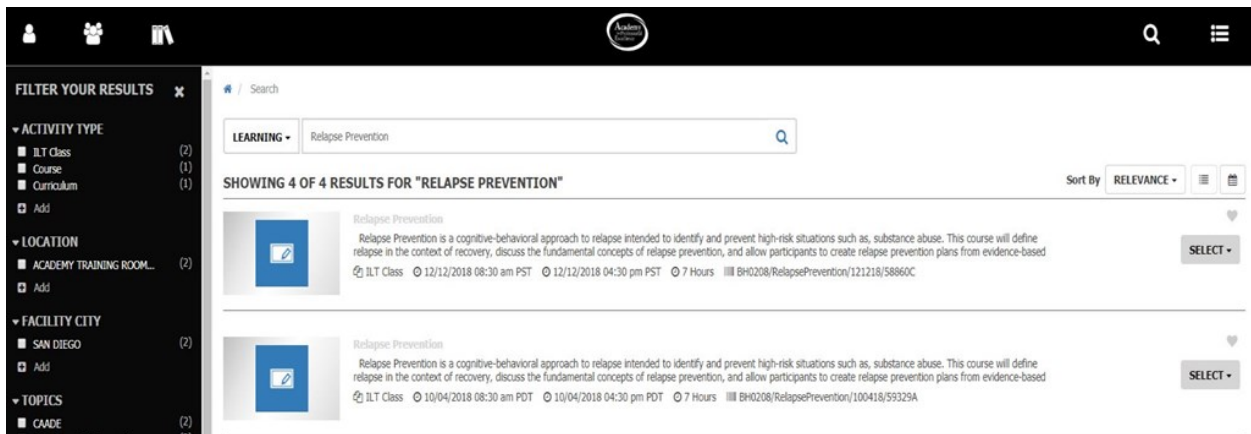 Academy
FILTER YOUR RESULTS
Search
ACTIVITY TYPE
ILT Class (2)
Course (1)
Curriculum (1)
Add
LOCATION
ACADEMY TRAINING ROOM... (2)
Add
FACILITY CITY
SAN DIEGO (2)
Add
TOPICS
CAADE (2)
LEARNING Relapse Prevention
SHOWING 4 OF 4 RESULTS FOR "RELAPSE PREVENTION" Sort By RELEVANCE
Relapse Prevention
Relapse Prevention is a cognitive-behavioral approach to relapse intended to identify and prevent high-risk situations such as, substance abuse. This course will define
relapse in the context of recovery, discuss the fundamental concepts of relapse prevention, and allow participants to create relapse prevention plans from evidence-based
ILT Class 12/12/2018 08:30 am PST 12/12/2018 04:30 pm PST 7 Hours BH0208/RelapsePrevention/121218/58860C
SELECT
Relapse Prevention
Relapse Prevention is a cognitive-behavioral approach to relapse intended to identify and prevent high-risk situations such as, substance abuse. This course will define
relapse in the context of recovery, discuss the fundamental concepts of relapse prevention, and allow participants to create relapse prevention plans from evidence-based
ILT Class 10/04/2018 08:30 am PDT 10/04/2018 04:30 pm PDT 7 Hours BH0208/RelapsePrevention/100418/59329A
SELECT